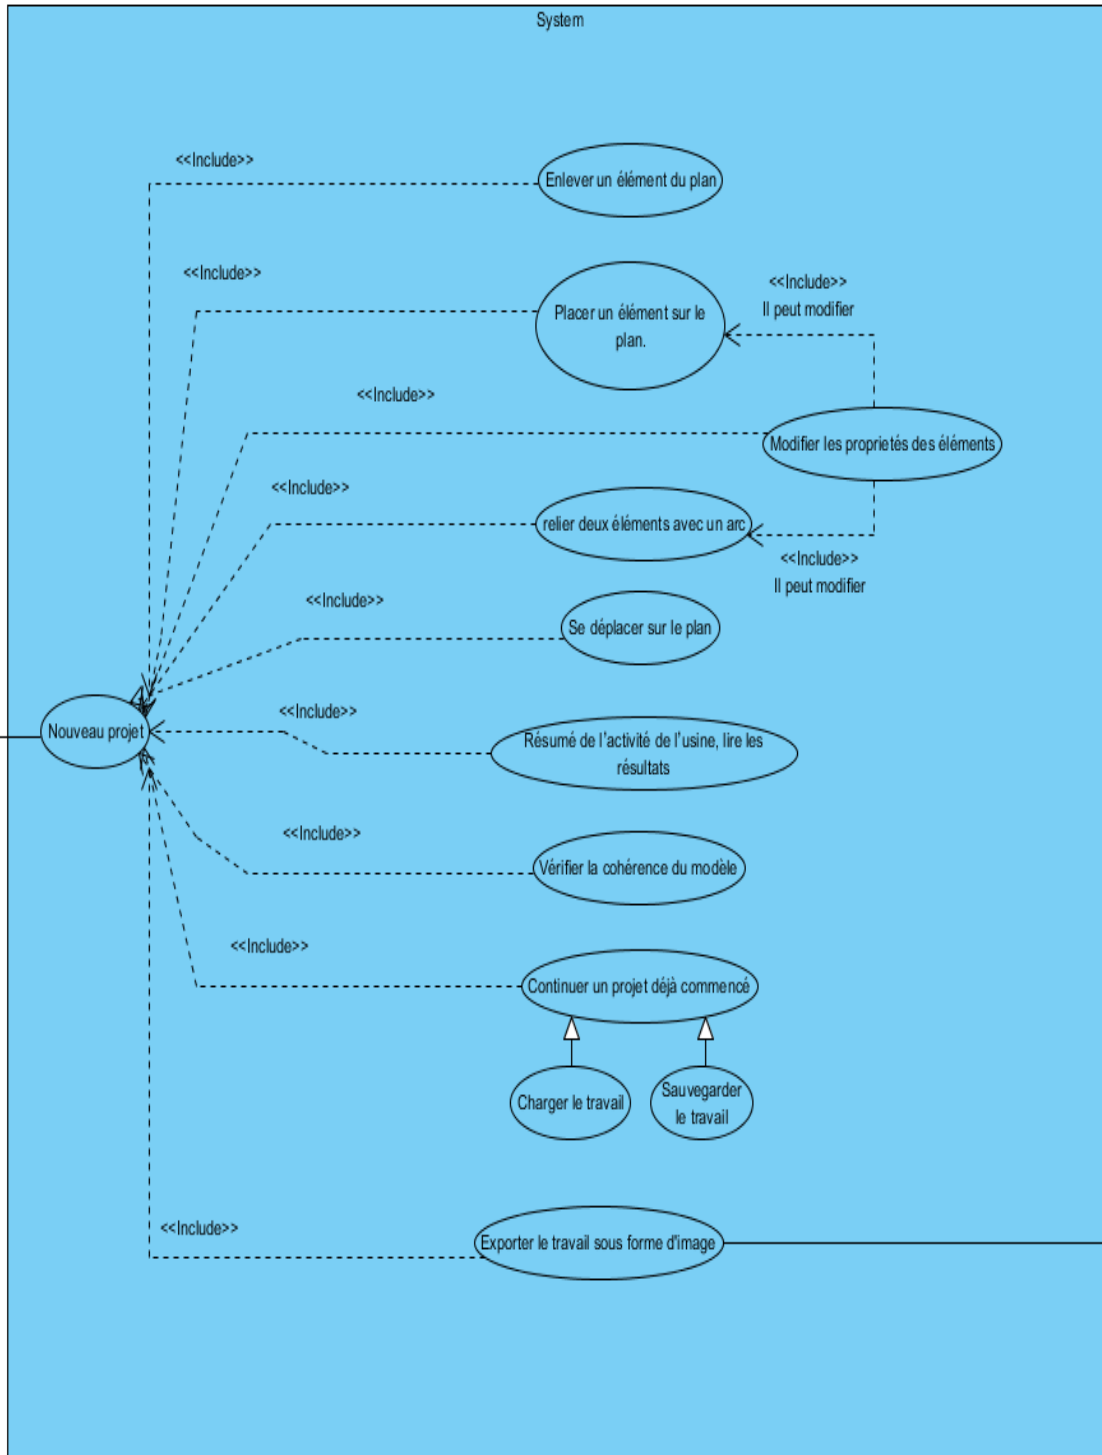 System
<<Include>>
Enlever un élément du plan
<<Include>>
Placer un élément sur le
plan.
<<Include>>
Il peut modifier
<<Include>>
Modifier les proprietés des éléments
<<Include>>
relier deux éléments avec un arc
<<Include>>
Il peut modifier
<<Include>>
Se déplacer sur le plan
<<Include>>
Nouveau projet
Résumé de l'activité de l'usine, lire les
résultats
<<Include>>
Vérifier la cohérence du modèle
<<Include>>
Continuer un projet déjà commencé
Charger le travail
Sauvegarder
le travail
<<Include>>
Exporter le travail sous forme d'image